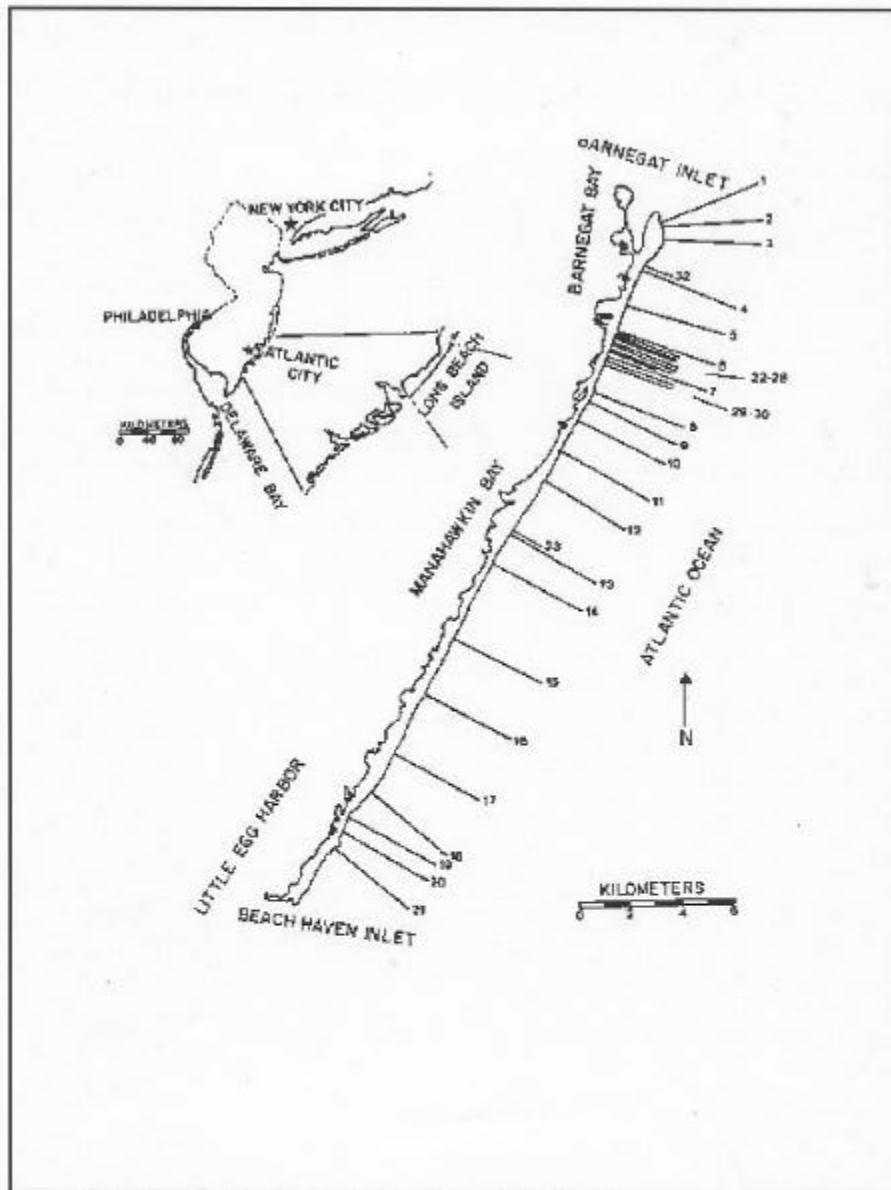 BARNEGAT INLET
1
2
3
BARNEGAT BAY
32
4
5
6
7
22-28
29-30
8
9
10
11
12
33
13
14
15
16
17
18
19
20
21
NEW YORK CITY
PHILADELPHIA
ATLANTIC
CITY
LONG BEACH
ISLAND
KILOMETERS
0 40 80
DELAWARE BAY
MANAHAWKIN BAY
ATLANTIC OCEAN
N
LITTLE EGG HARBOR
BEACH HAVEN INLET
KILOMETERS
0 2 4 6